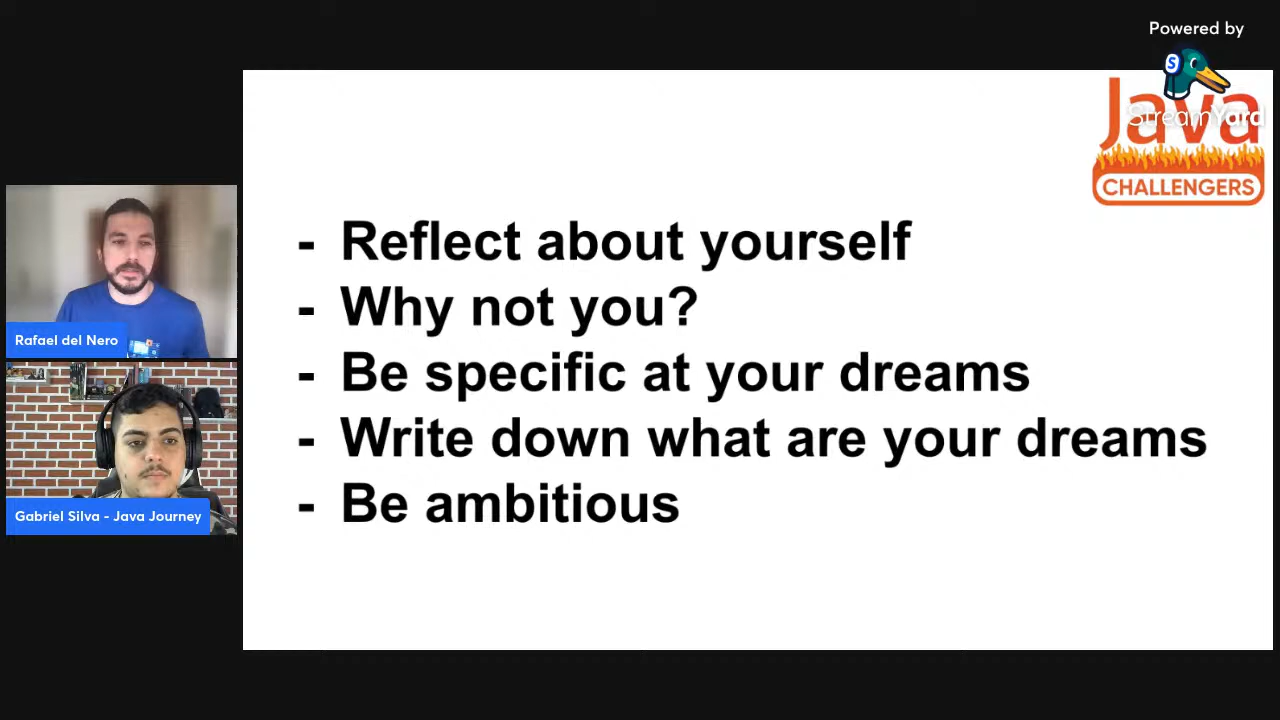 Powered by
StreamYard
Java
CHALLENGERS
- Reflect about yourself
- Why not you?
- Be specific at your dreams
- Write down what are your dreams
- Be ambitious
Rafael del Nero
Gabriel Silva - Java Journey